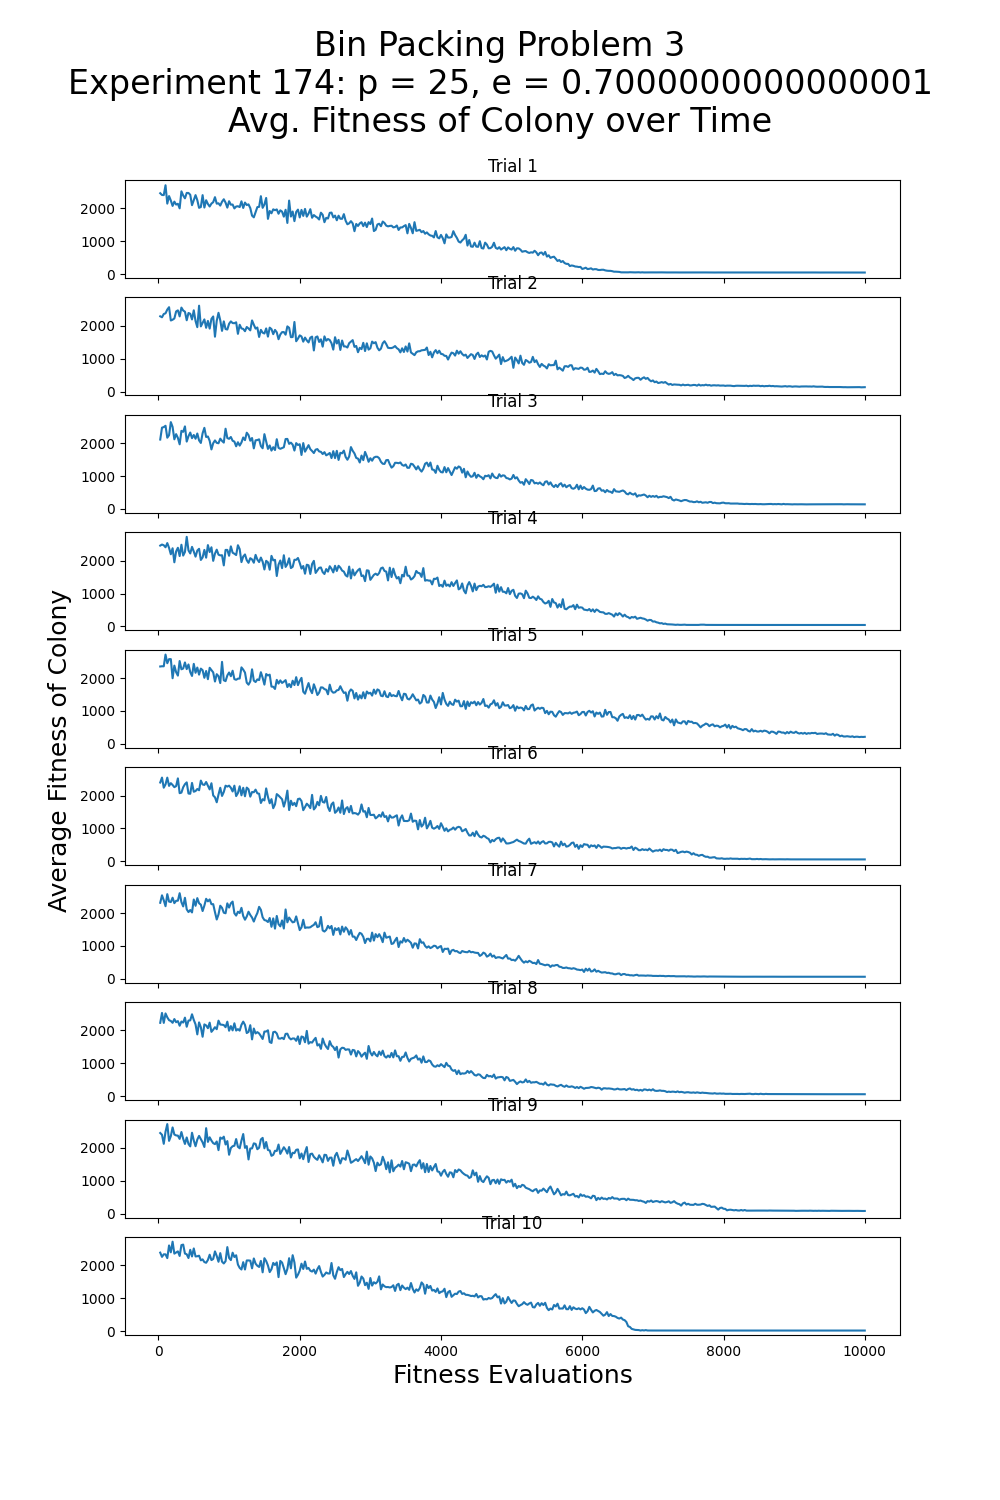 Bin Packing Problem 3
Experiment 174: p = 25, e = 0.7000000000000001
Avg. Fitness of Colony over Time
Trial 1
2000
1000
0
Trial 2
2000
1000
0
Trial 3
2000
1000
0
Trial 4
2000
1000
0
Trial 5
2000
1000
0
Trial 6
2000
1000
0
Trial 7
2000
1000
0
Trial 8
2000
1000
0
Trial 9
2000
1000
0
Trial 10
2000
1000
0
0 2000 4000 6000 8000 10000
Fitness Evaluations
Average Fitness of Colony